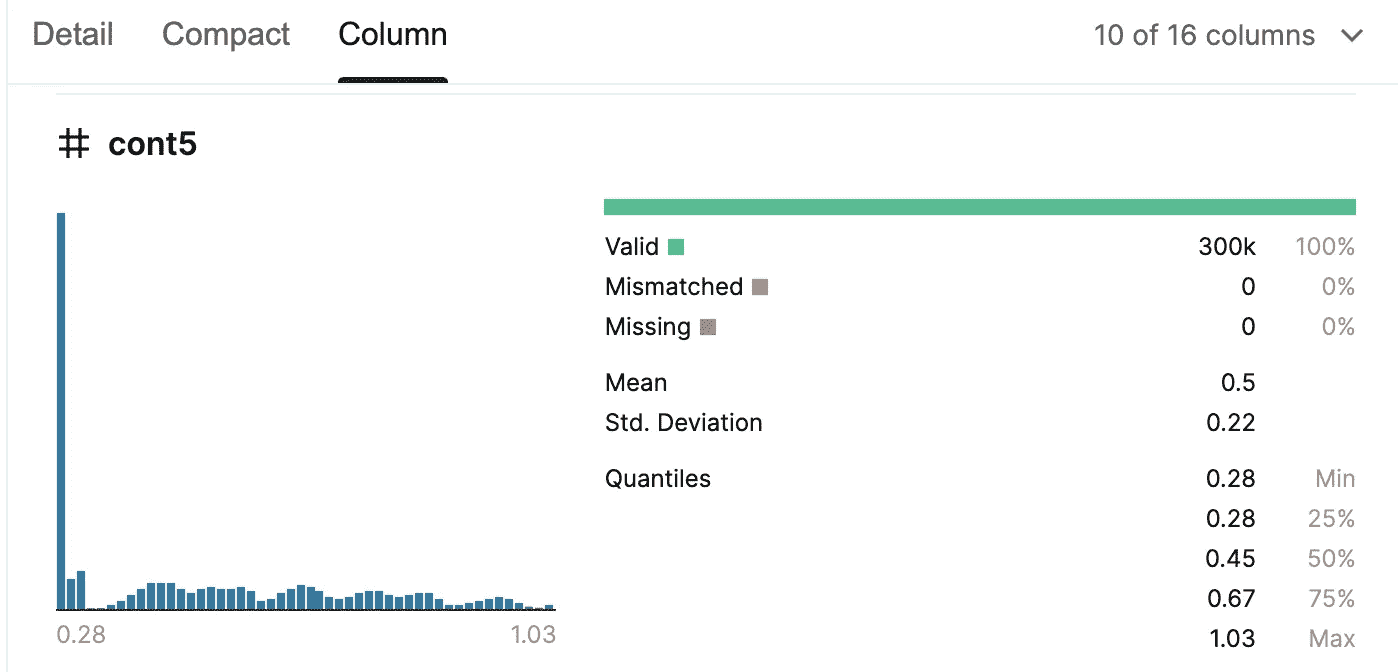 Detail Compact Column 10 of 16 columns
# cont5
Valid 300k 100%
Mismatched 0 0%
Missing 0 0%
Mean 0.5
Std. Deviation 0.22
Quantiles 0.28 Min
0.28 25%
0.45 50%
0.67 75%
0.28 1.03 1.03 Max